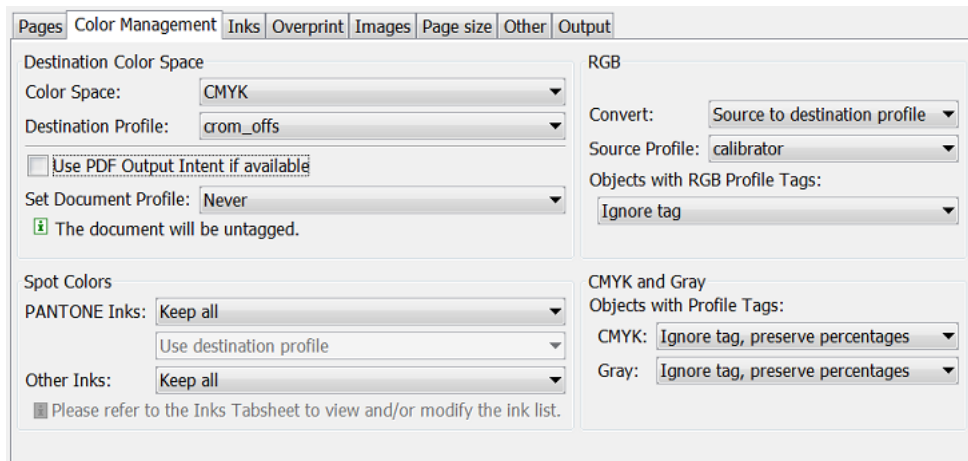 Pages Color Management Inks Overprint Images Page size Other Output
Destination Color Space
Color Space: CMYK
Destination Profile: crom_offs
Use PDF Output Intent if available
Set Document Profile: Never
The document will be untagged.
RGB
Convert: Source to destination profile
Source Profile: calibrator
Objects with RGB Profile Tags:
Ignore tag
Spot Colors
PANTONE Inks: Keep all
Use destination profile
Other Inks: Keep all
Please refer to the Inks Tabsheet to view and/or modify the ink list.
CMYK and Gray
Objects with Profile Tags:
CMYK: Ignore tag, preserve percentages
Gray: Ignore tag, preserve percentages